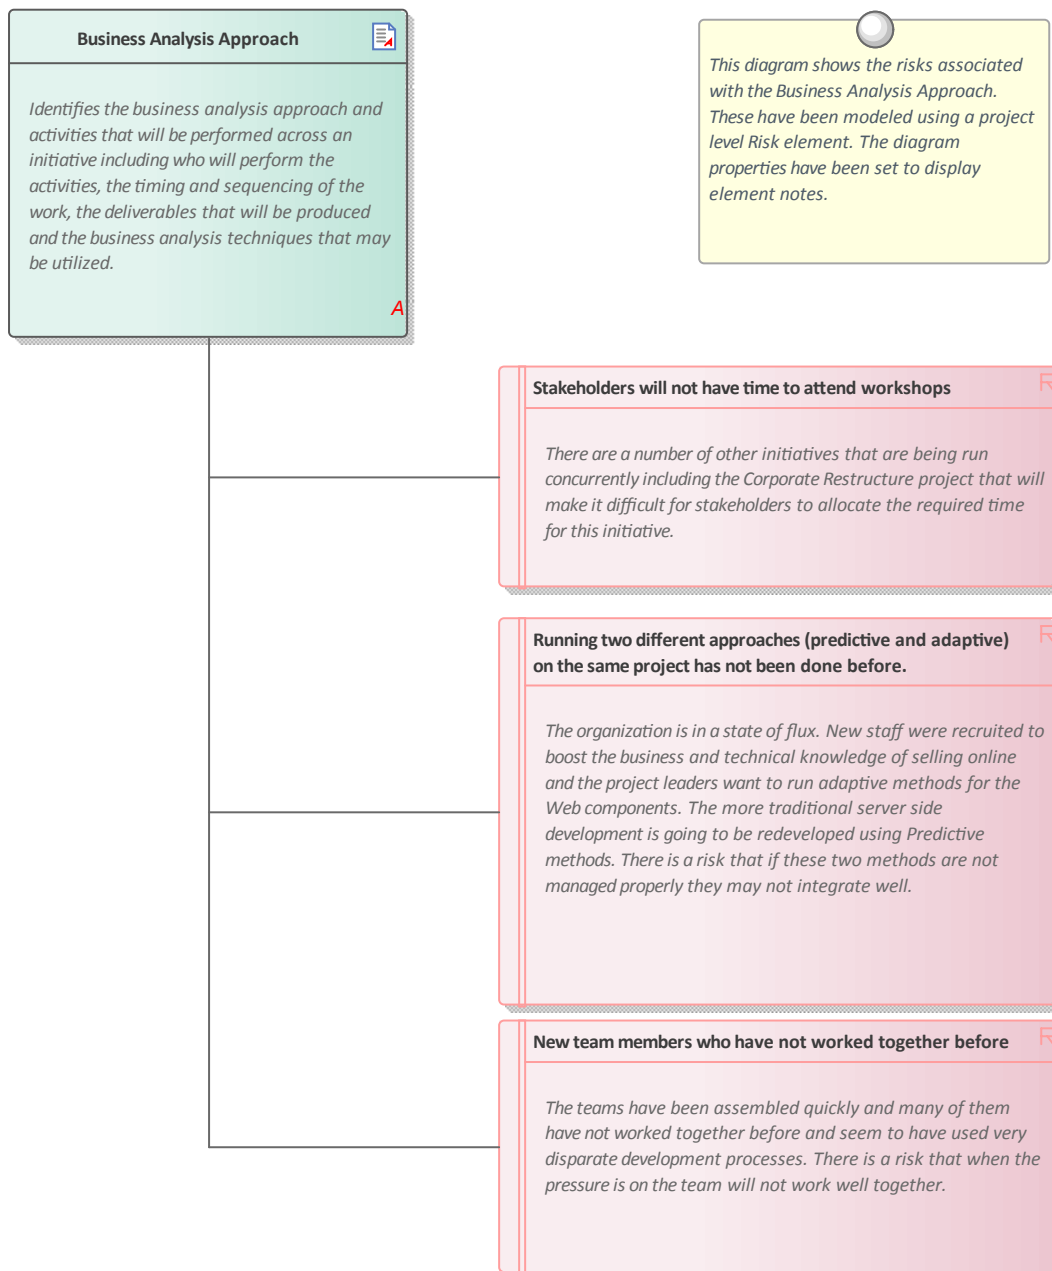 Business Analysis Approach
Identifies the business analysis approach and
activities that will be performed across an
initiative including who will perform the
activities, the timing and sequencing of the
work, the deliverables that will be produced
and the business analysis techniques that may
be utilized.
A
This diagram shows the risks associated
with the Business Analysis Approach.
These have been modeled using a project
level Risk element. The diagram
properties have been set to display
element notes.
Stakeholders will not have time to attend workshops
R
There are a number of other initiatives that are being run
concurrently including the Corporate Restructure project that will
make it difficult for stakeholders to allocate the required time
for this initiative.
Running two different approaches (predictive and adaptive)
on the same project has not been done before.
R
The organization is in a state of flux. New staff were recruited to
boost the business and technical knowledge of selling online
and the project leaders want to run adaptive methods for the
Web components. The more traditional server side
development is going to be redeveloped using Predictive
methods. There is a risk that if these two methods are not
managed properly they may not integrate well.
New team members who have not worked together before
R
The teams have been assembled quickly and many of them
have not worked together before and seem to have used very
disparate development processes. There is a risk that when the
pressure is on the team will not work well together.